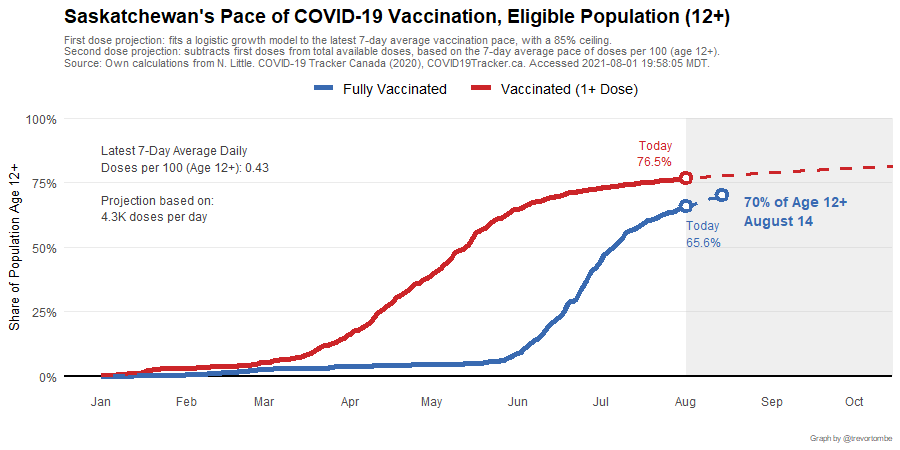 Saskatchewan's Pace of COVID-19 Vaccination, Eligible Population (12+)
First dose projection: fits a logistic growth model to the latest 7-day average vaccination pace, with a 85% ceiling.
Second dose projection: subtracts first doses from total available doses, based on the 7-day average pace of doses per 100 (age 12+).
Source: Own calculations from N. Little. COVID-19 Tracker Canada (2020), COVID19Tracker.ca. Accessed 2021-08-01 19:58:05 MDT.
Fully Vaccinated
Vaccinated (1+ Dose)
Share of Population Age 12+
100%
75%
50%
25%
0%
Latest 7-Day Average Daily
Doses per 100 (Age 12+): 0.43
Projection based on:
4.3K doses per day
Today
76.5%
Today
65.6%
70% of Age 12+
August 14
Jan
Feb
Mar
Apr
May
Jun
Jul
Aug
Sep
Oct
Graph by @trevortombe